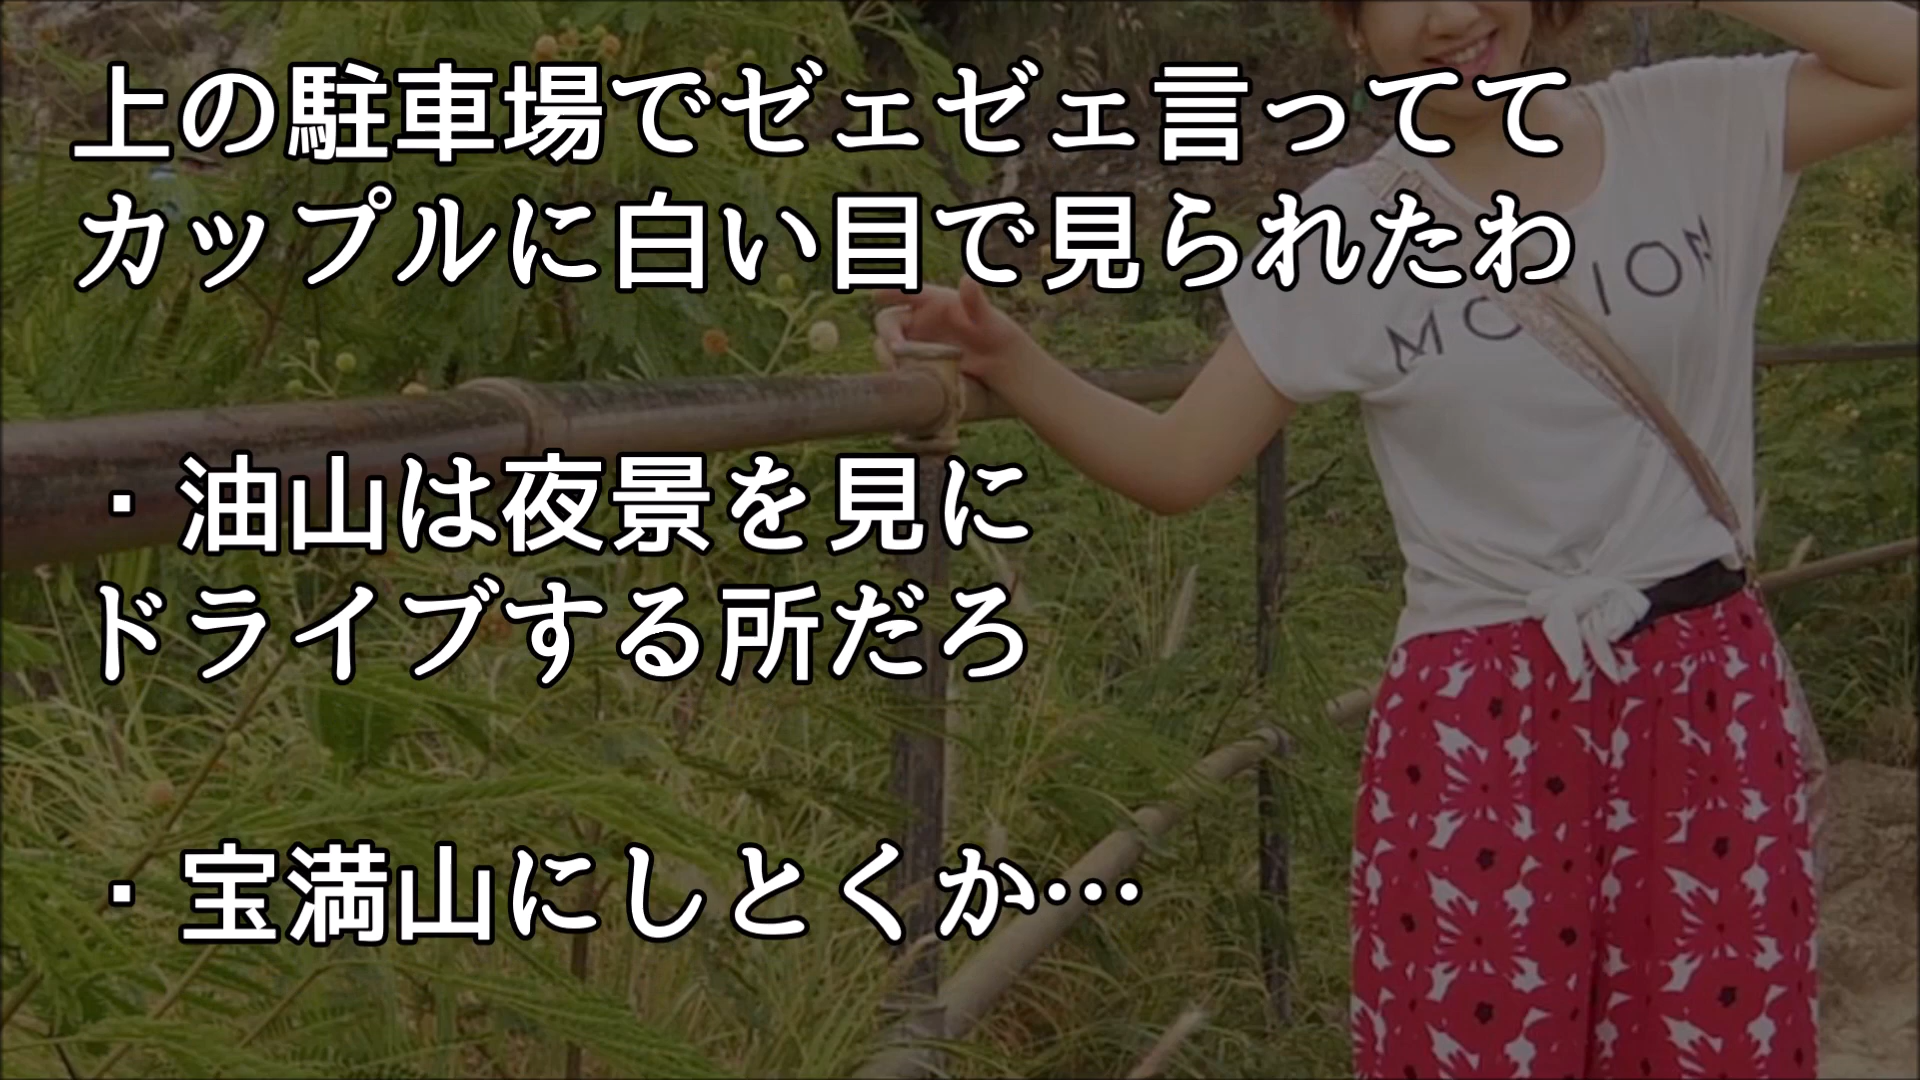 上の駐車場でゼェゼェ言ってて
カップルに白い目で見られたわ
・油山は夜景を見に
ドライブする所だろ
・宝満山にしとくか…